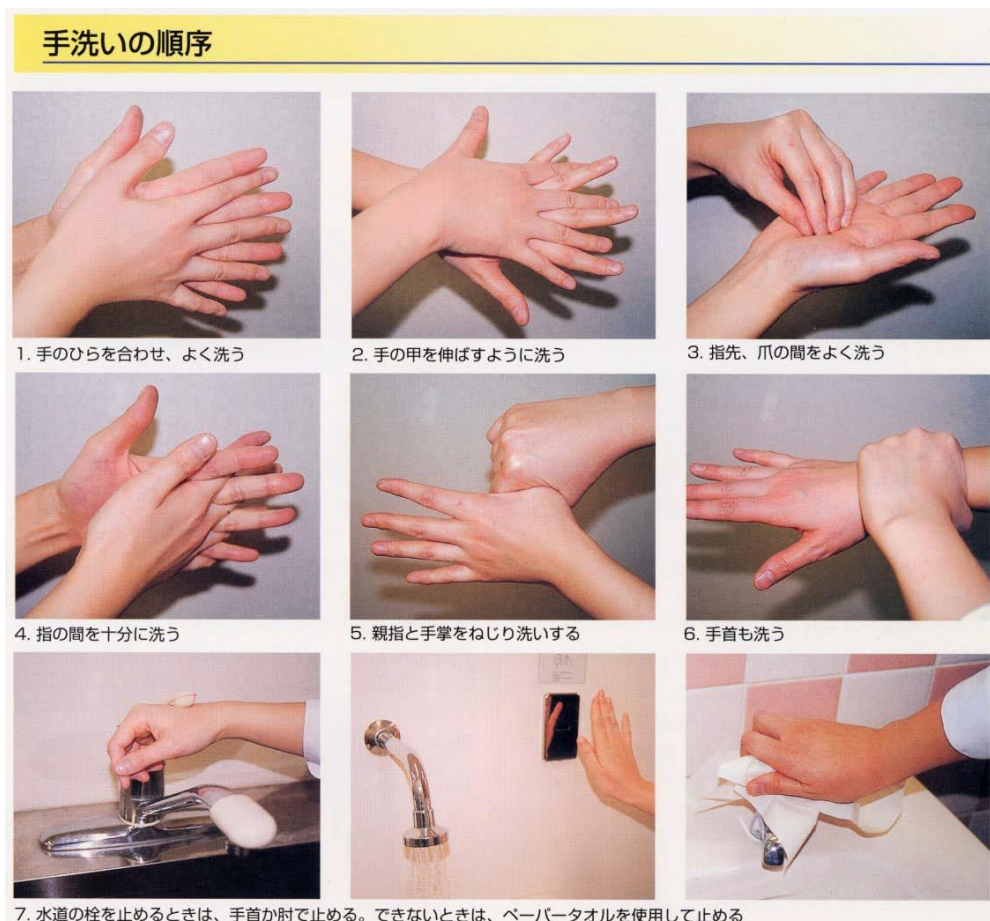 手洗いの順序
1. 手のひらを合わせ、よく洗う
2. 手の甲を伸ばすように洗う
3. 指先、爪の間をよく洗う
4. 指の間を十分に洗う
5. 親指と手掌をねじり洗いする
6. 手首も洗う
7. 水道の栓を止めるときは、手首か肘で止める。できないときは、ペーパータオルを使用して止める